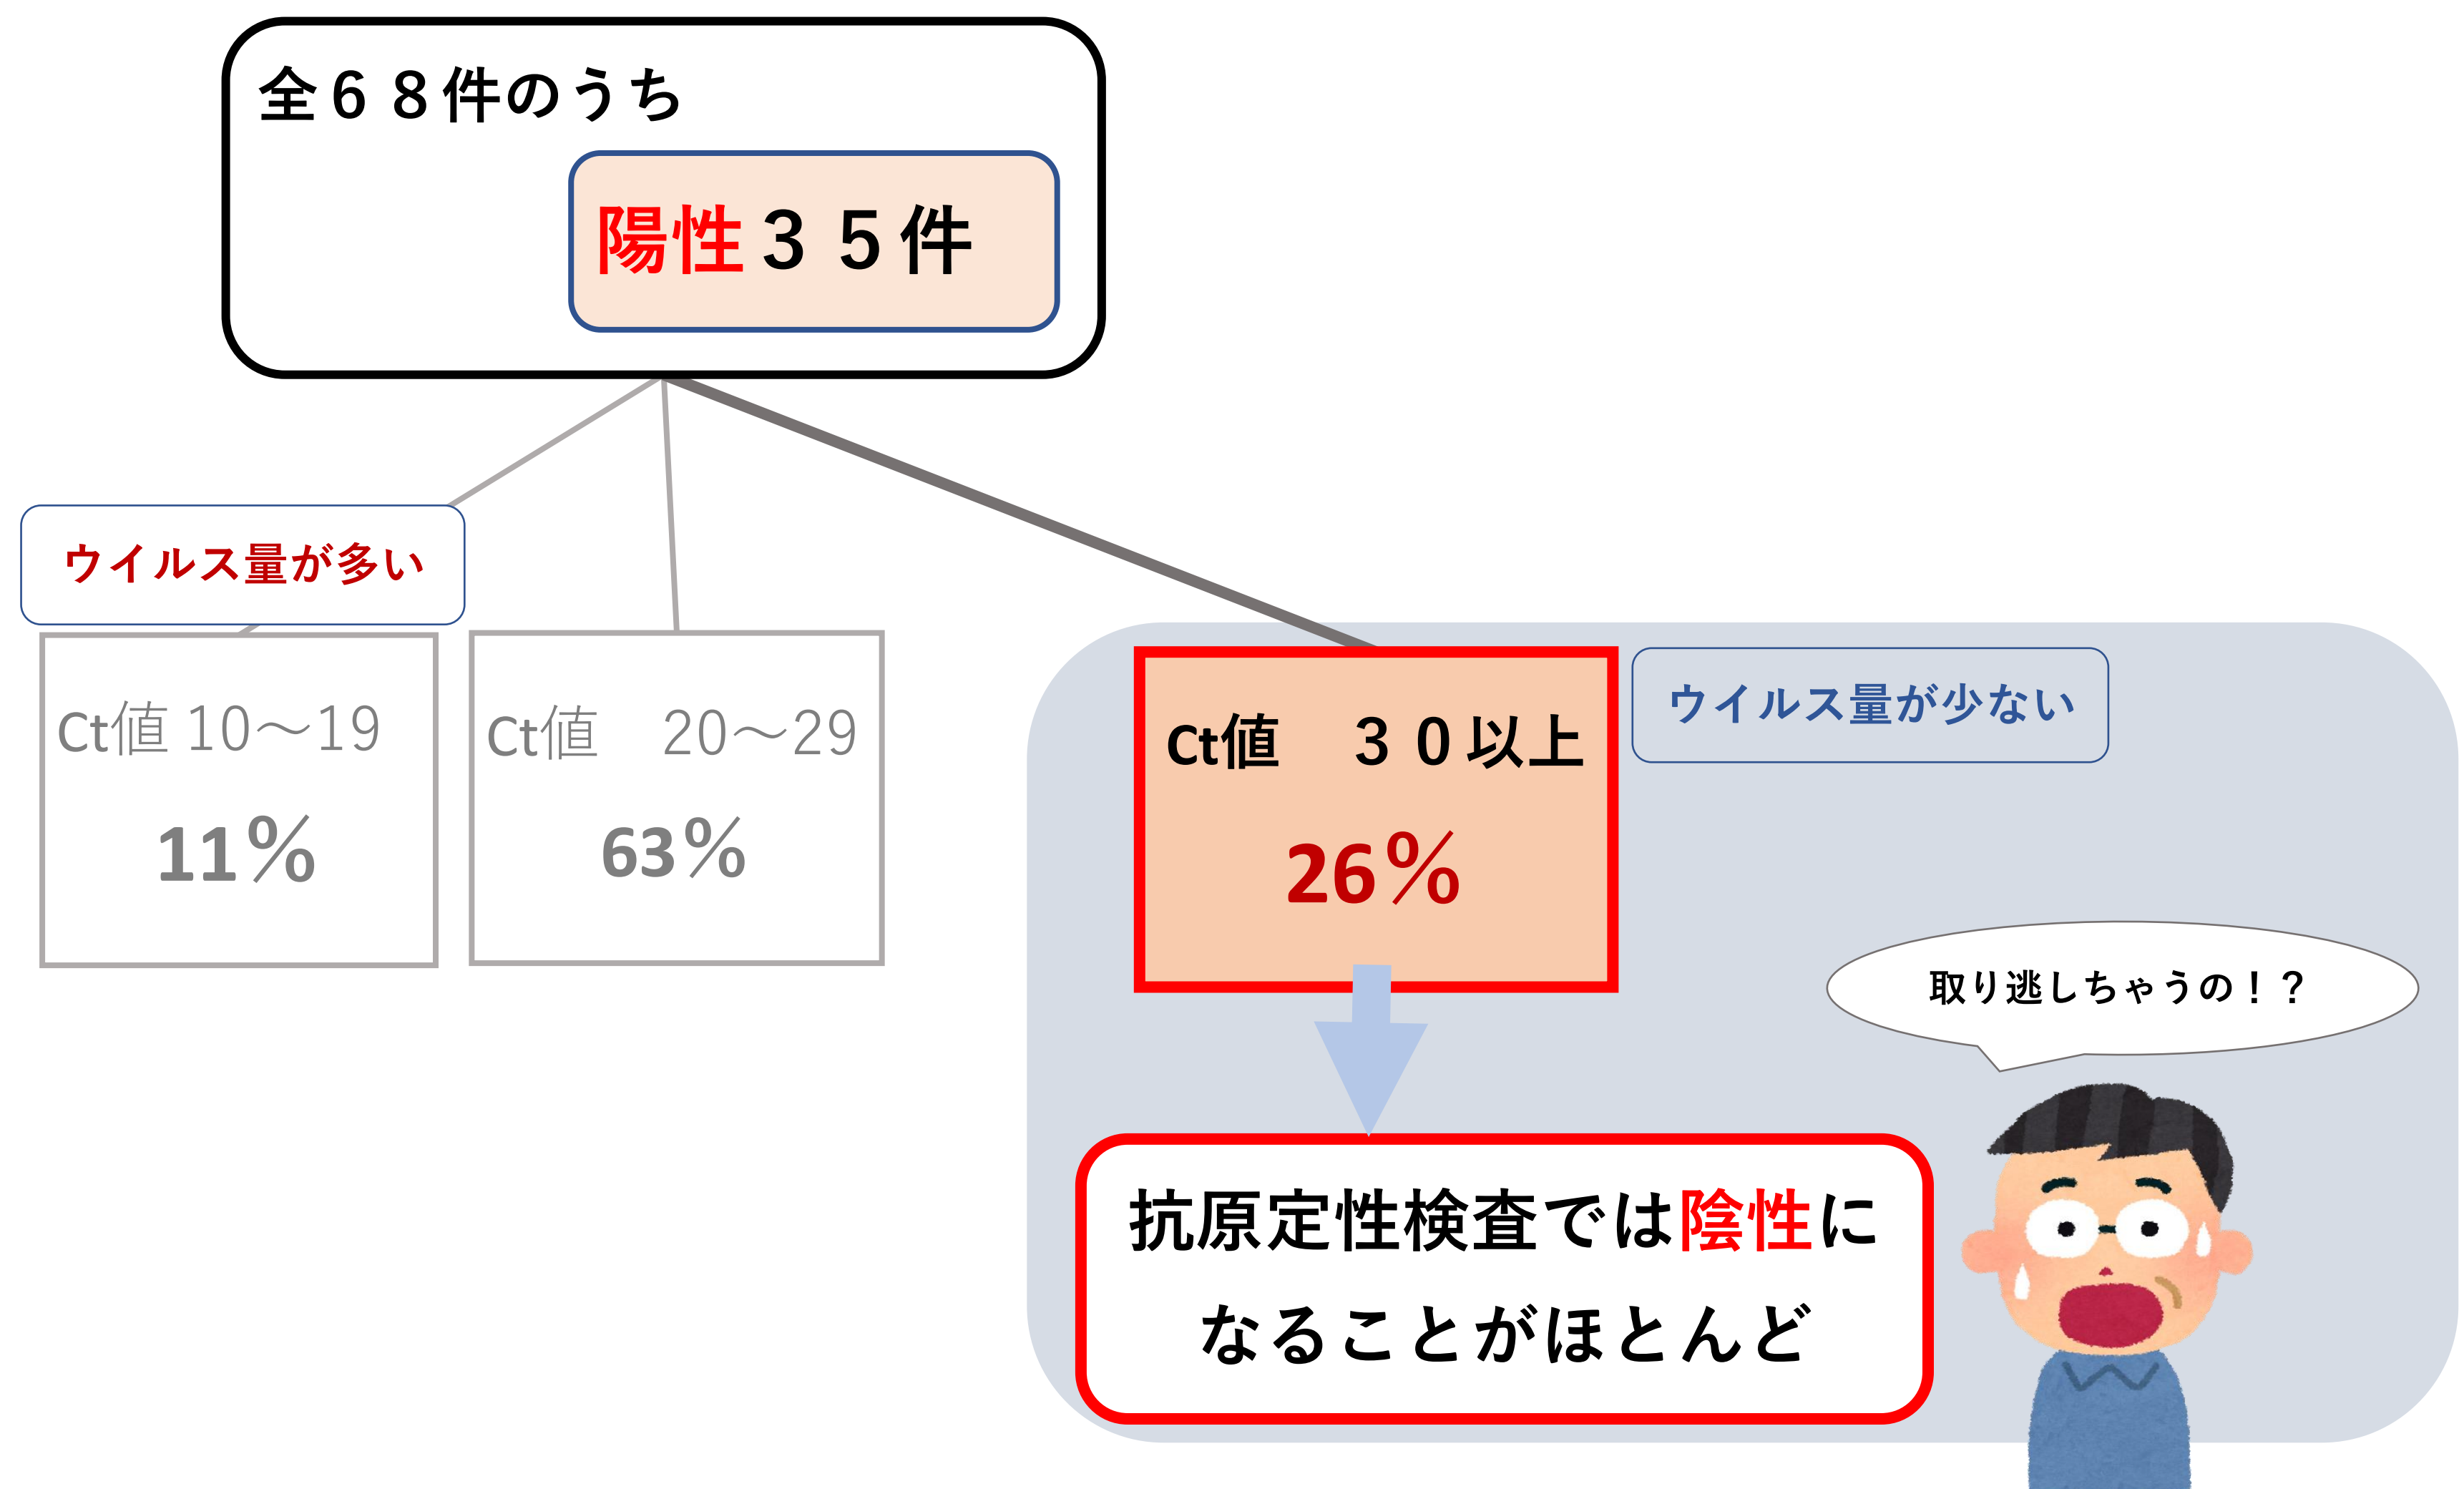 全６８件のうち
陽性３５件
ウイルス量が多い
Ct値 10～19
11％
Ct値　20～29
63％
Ct値　３０以上
26％
ウイルス量が少ない
取り逃しちゃうの！？
抗原定性検査では陰性に
なることがほとんど